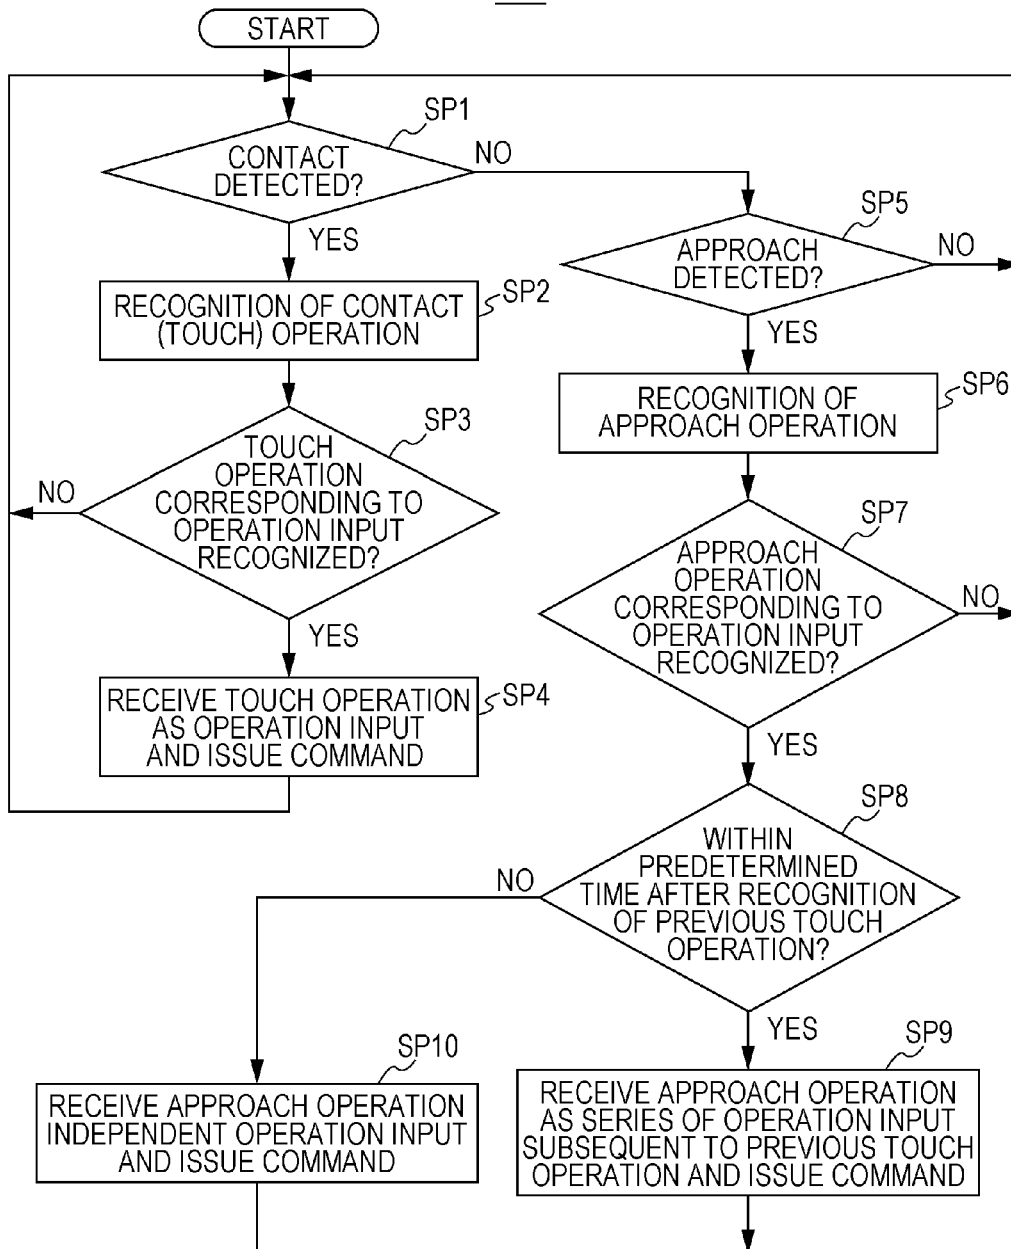 START
SP1
CONTACT
DETECTED?
NO
YES
SP5
APPROACH
DETECTED?
NO
YES
SP2
RECOGNITION OF CONTACT
(TOUCH) OPERATION
SP6
RECOGNITION OF
APPROACH OPERATION
SP3
TOUCH
OPERATION
CORRESPONDING TO
OPERATION INPUT
RECOGNIZED?
NO
YES
SP7
APPROACH
OPERATION
CORRESPONDING TO
OPERATION INPUT
RECOGNIZED?
NO
YES
SP4
RECEIVE TOUCH OPERATION
AS OPERATION INPUT
AND ISSUE COMMAND
SP8
WITHIN
PREDETERMINED
TIME AFTER RECOGNITION
OF PREVIOUS TOUCH
OPERATION?
NO
YES
SP10
RECEIVE APPROACH OPERATION
INDEPENDENT OPERATION INPUT
AND ISSUE COMMAND
SP9
RECEIVE APPROACH OPERATION
AS SERIES OF OPERATION INPUT
SUBSEQUENT TO PREVIOUS TOUCH
OPERATION AND ISSUE COMMAND